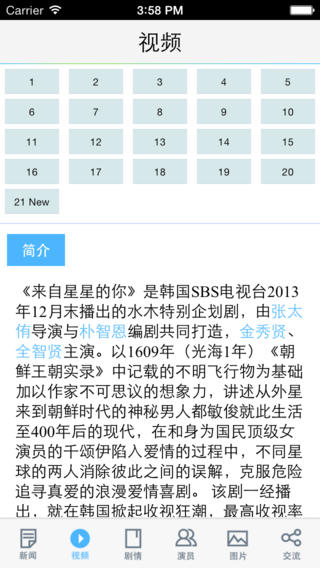 Carrier 3:58 PM
视频
1 2 3 4 5
6 7 8 9 10
11 12 13 14 15
16 17 18 19 20
21 New
简介
《来自星星的你》是韩国SBS电视台2013
年12月末播出的水木特别企划剧，由张太
侑导演与朴智恩编剧共同打造，金秀贤、
全智贤主演。以1609年（光海1年）《朝
鲜王朝实录》中记载的不明飞行物为基础
加以作家不可思议的想象力，讲述从外星
来到朝鲜时代的神秘男人都敏俊就此生活
至400年后的现代，在和身为国民顶级女
演员的千颂伊陷入爱情的过程中，不同星
球的两人消除彼此之间的误解，克服危险
追寻真爱的浪漫爱情喜剧。 该剧一经播
出，就在韩国掀起收视狂潮，最高收视率
新闻 视频 剧情 演员 图片 交流